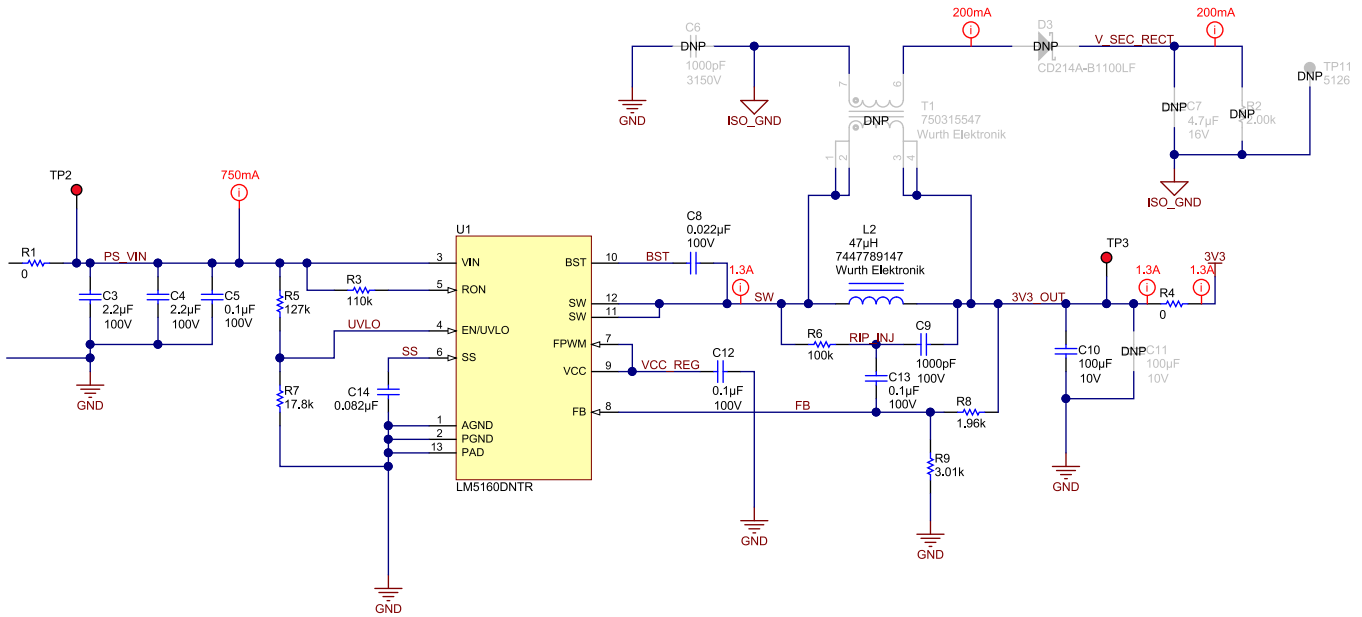 200mA
200mA
C6
DNP
1000pF
3150V
GND
ISO_GND
7
6
D3
DNP
CD214A-B1100LF
V_SEC_RECT
TP11
DNP
5126
T1
750315547
Wurth Elektronik
DNP
1
2
3
4
DNP
C7
4.7µF
16V
DNP
R2
2.00k
ISO_GND
TP2
750mA
R1
0
PS_VIN
C3
2.2µF
100V
C4
2.2µF
100V
C5
0.1µF
100V
GND
R5
127k
R3
110k
UVLO
SS
R7
17.8k
C14
0.082µF
GND
U1
3
VIN
5
RON
4
EN/UVLO
6
SS
1
AGND
2
PGND
13
PAD
BST
10
SW
12
SW
11
FPWM
7
VCC
9
FB
8
LM5160DNTR
BST
C8
0.022µF
100V
1.3A
SW
L2
47µH
7447789147
Wurth Elektronik
R6
100k
RIP_INJ
C9
1000pF
100V
VCC_REG
C12
0.1µF
100V
C13
0.1µF
100V
FB
R8
1.96k
R9
3.01k
GND
GND
TP3
1.3A
1.3A
3V3
3V3_OUT
R4
0
C10
100µF
10V
DNP
C11
100µF
10V
GND